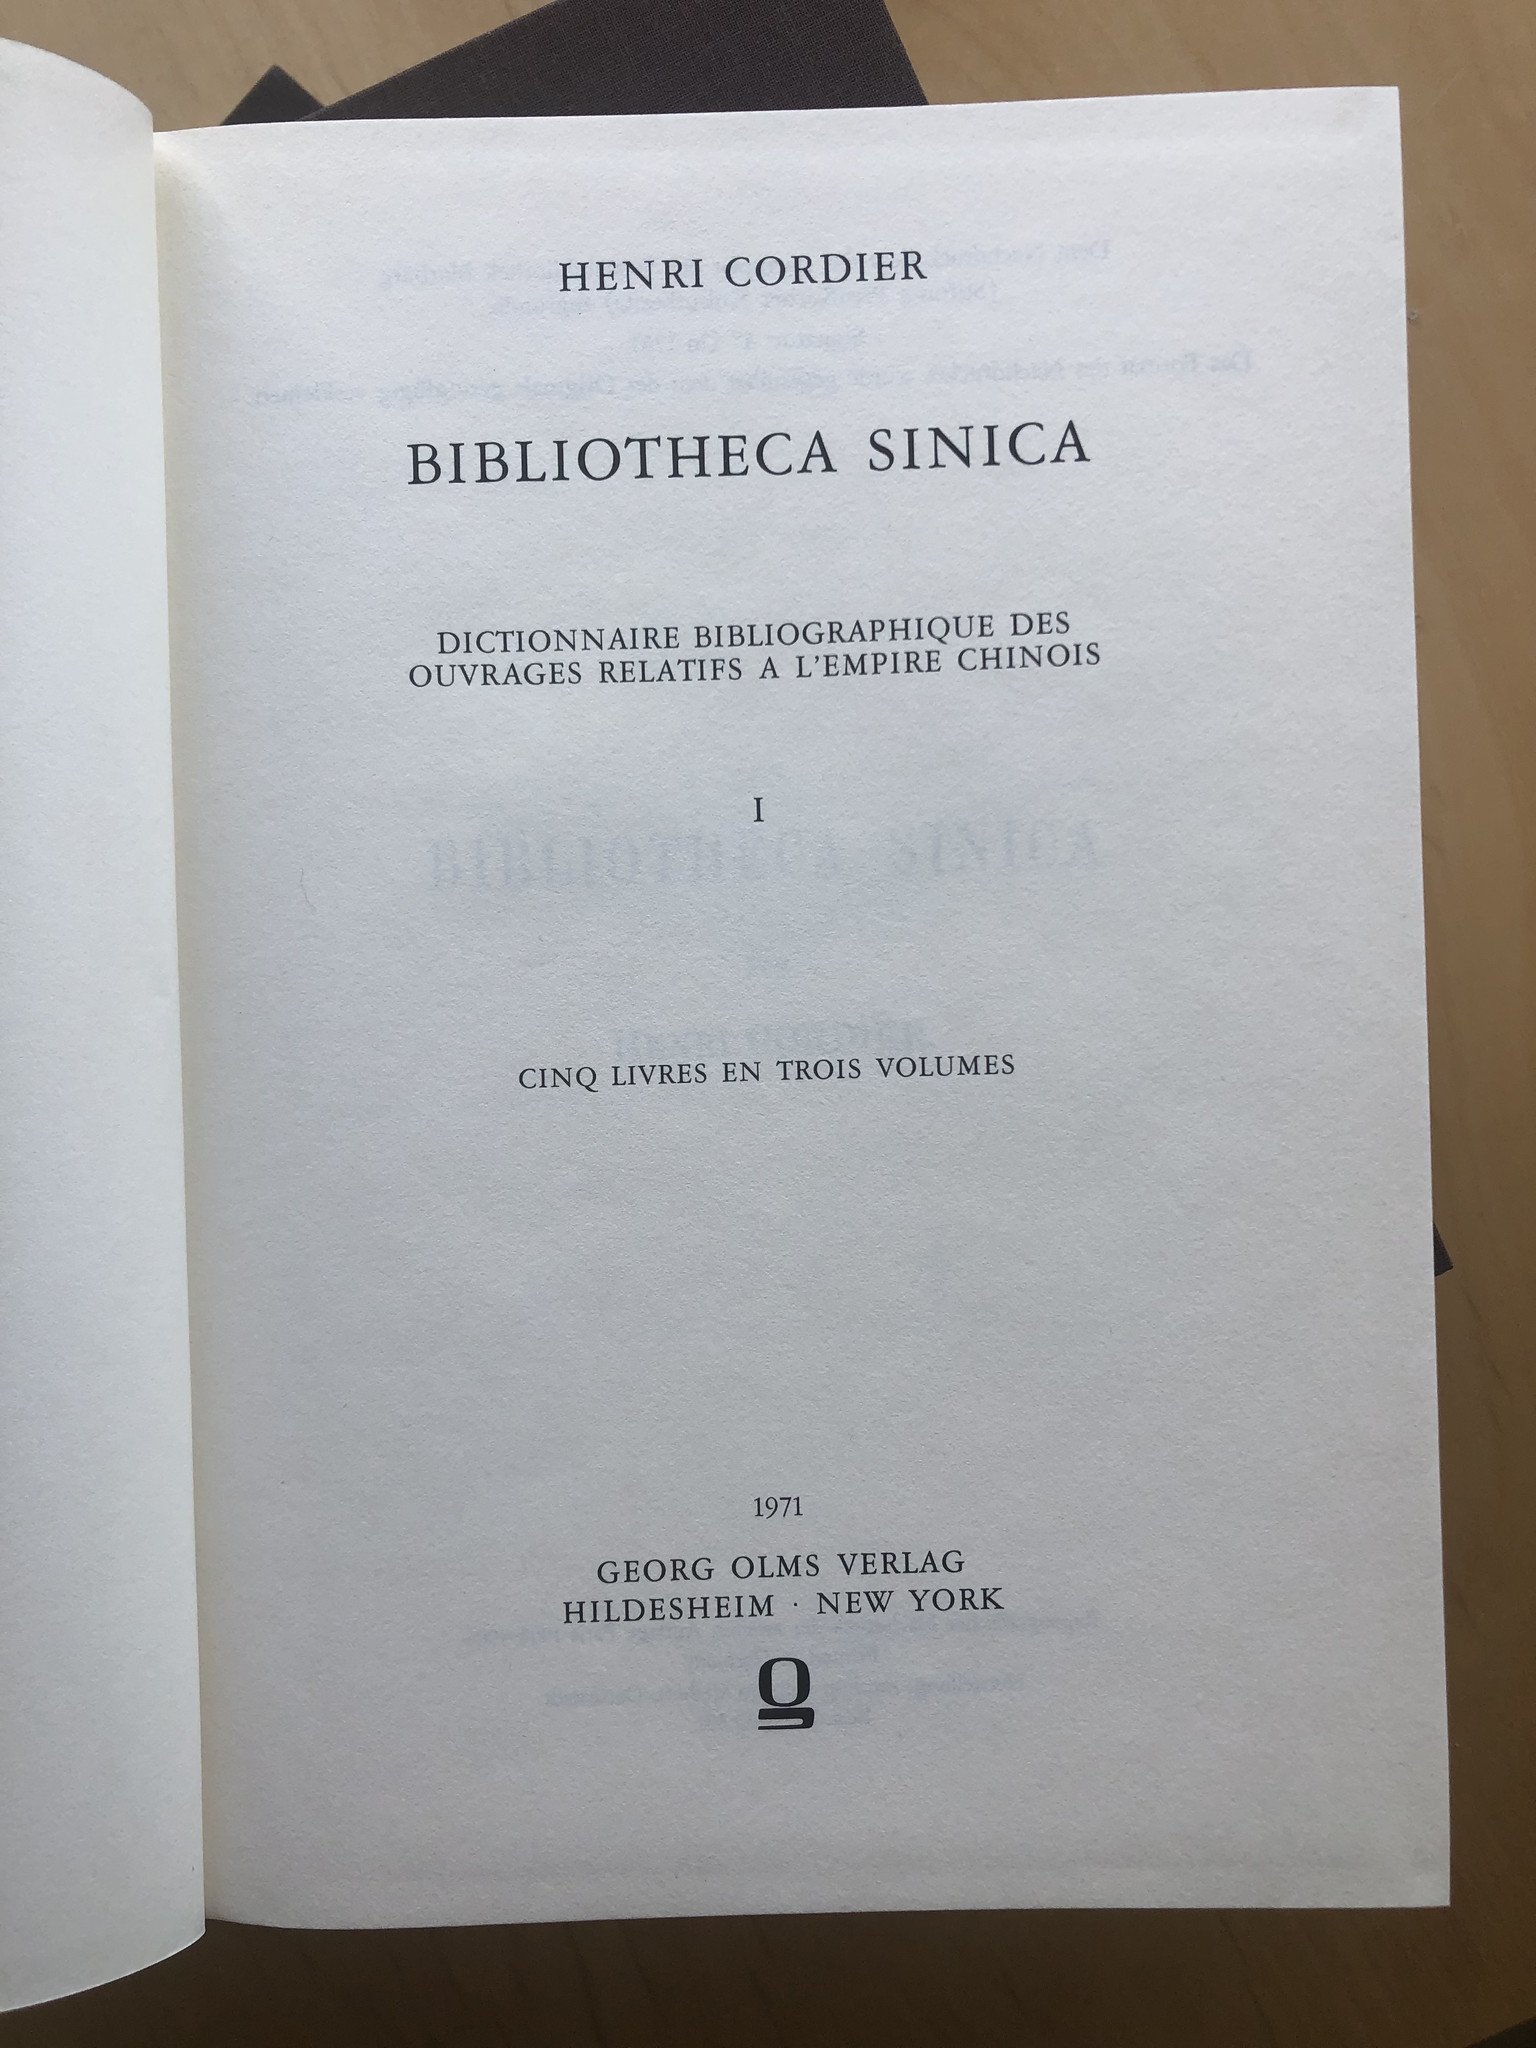 HENRI CORDIER
BIBLIOTHECA SINICA
DICTIONNAIRE BIBLIOGRAPHIQUE DES
OUVRAGES RELATIFS A L'EMPIRE CHINOIS
I
CINQ LIVRES EN TROIS VOLUMES
1971
GEORG OLMS VERLAG
HILDESHEIM · NEW YORK